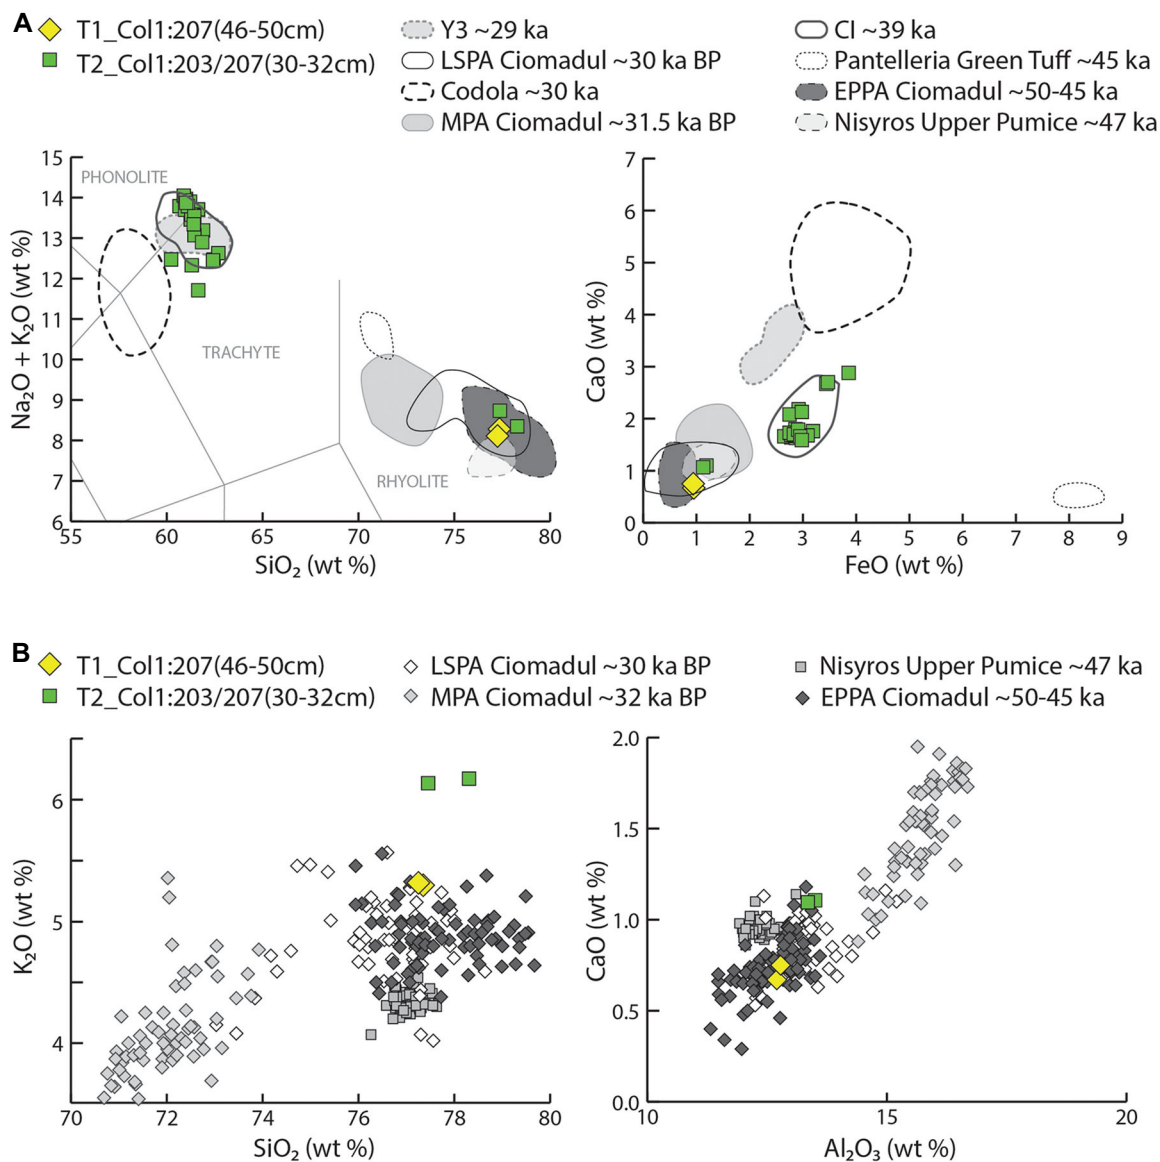 A
T1_Col1:207(46-50cm)
T2_Col1:203/207(30-32cm)
Y3 ~29 ka
LSPA Ciomadul ~30 ka BP
Codola ~30 ka
MPA Ciomadul ~31.5 ka BP
CI ~39 ka
Pantelleria Green Tuff ~45 ka
EPPA Ciomadul ~50-45 ka
Nisyros Upper Pumice ~47 ka
15
14
13
12
11
10
9
8
7
6
Na₂O + K₂O (wt %)
PHONOLITE
TRACHYTE
RHYOLITE
55 60 65 70 75 80
SiO₂ (wt %)
7
6
5
4
3
2
1
0
CaO (wt %)
0 1 2 3 4 5 6 7 8 9
FeO (wt %)
B
T1_Col1:207(46-50cm)
T2_Col1:203/207(30-32cm)
LSPA Ciomadul ~30 ka BP
MPA Ciomadul ~32 ka BP
Nisyros Upper Pumice ~47 ka
EPPA Ciomadul ~50-45 ka
6
5
4
K₂O (wt %)
70 72 74 76 78 80
SiO₂ (wt %)
2.0
1.5
1.0
0.5
0.0
CaO (wt %)
10 15 20
Al₂O₃ (wt %)